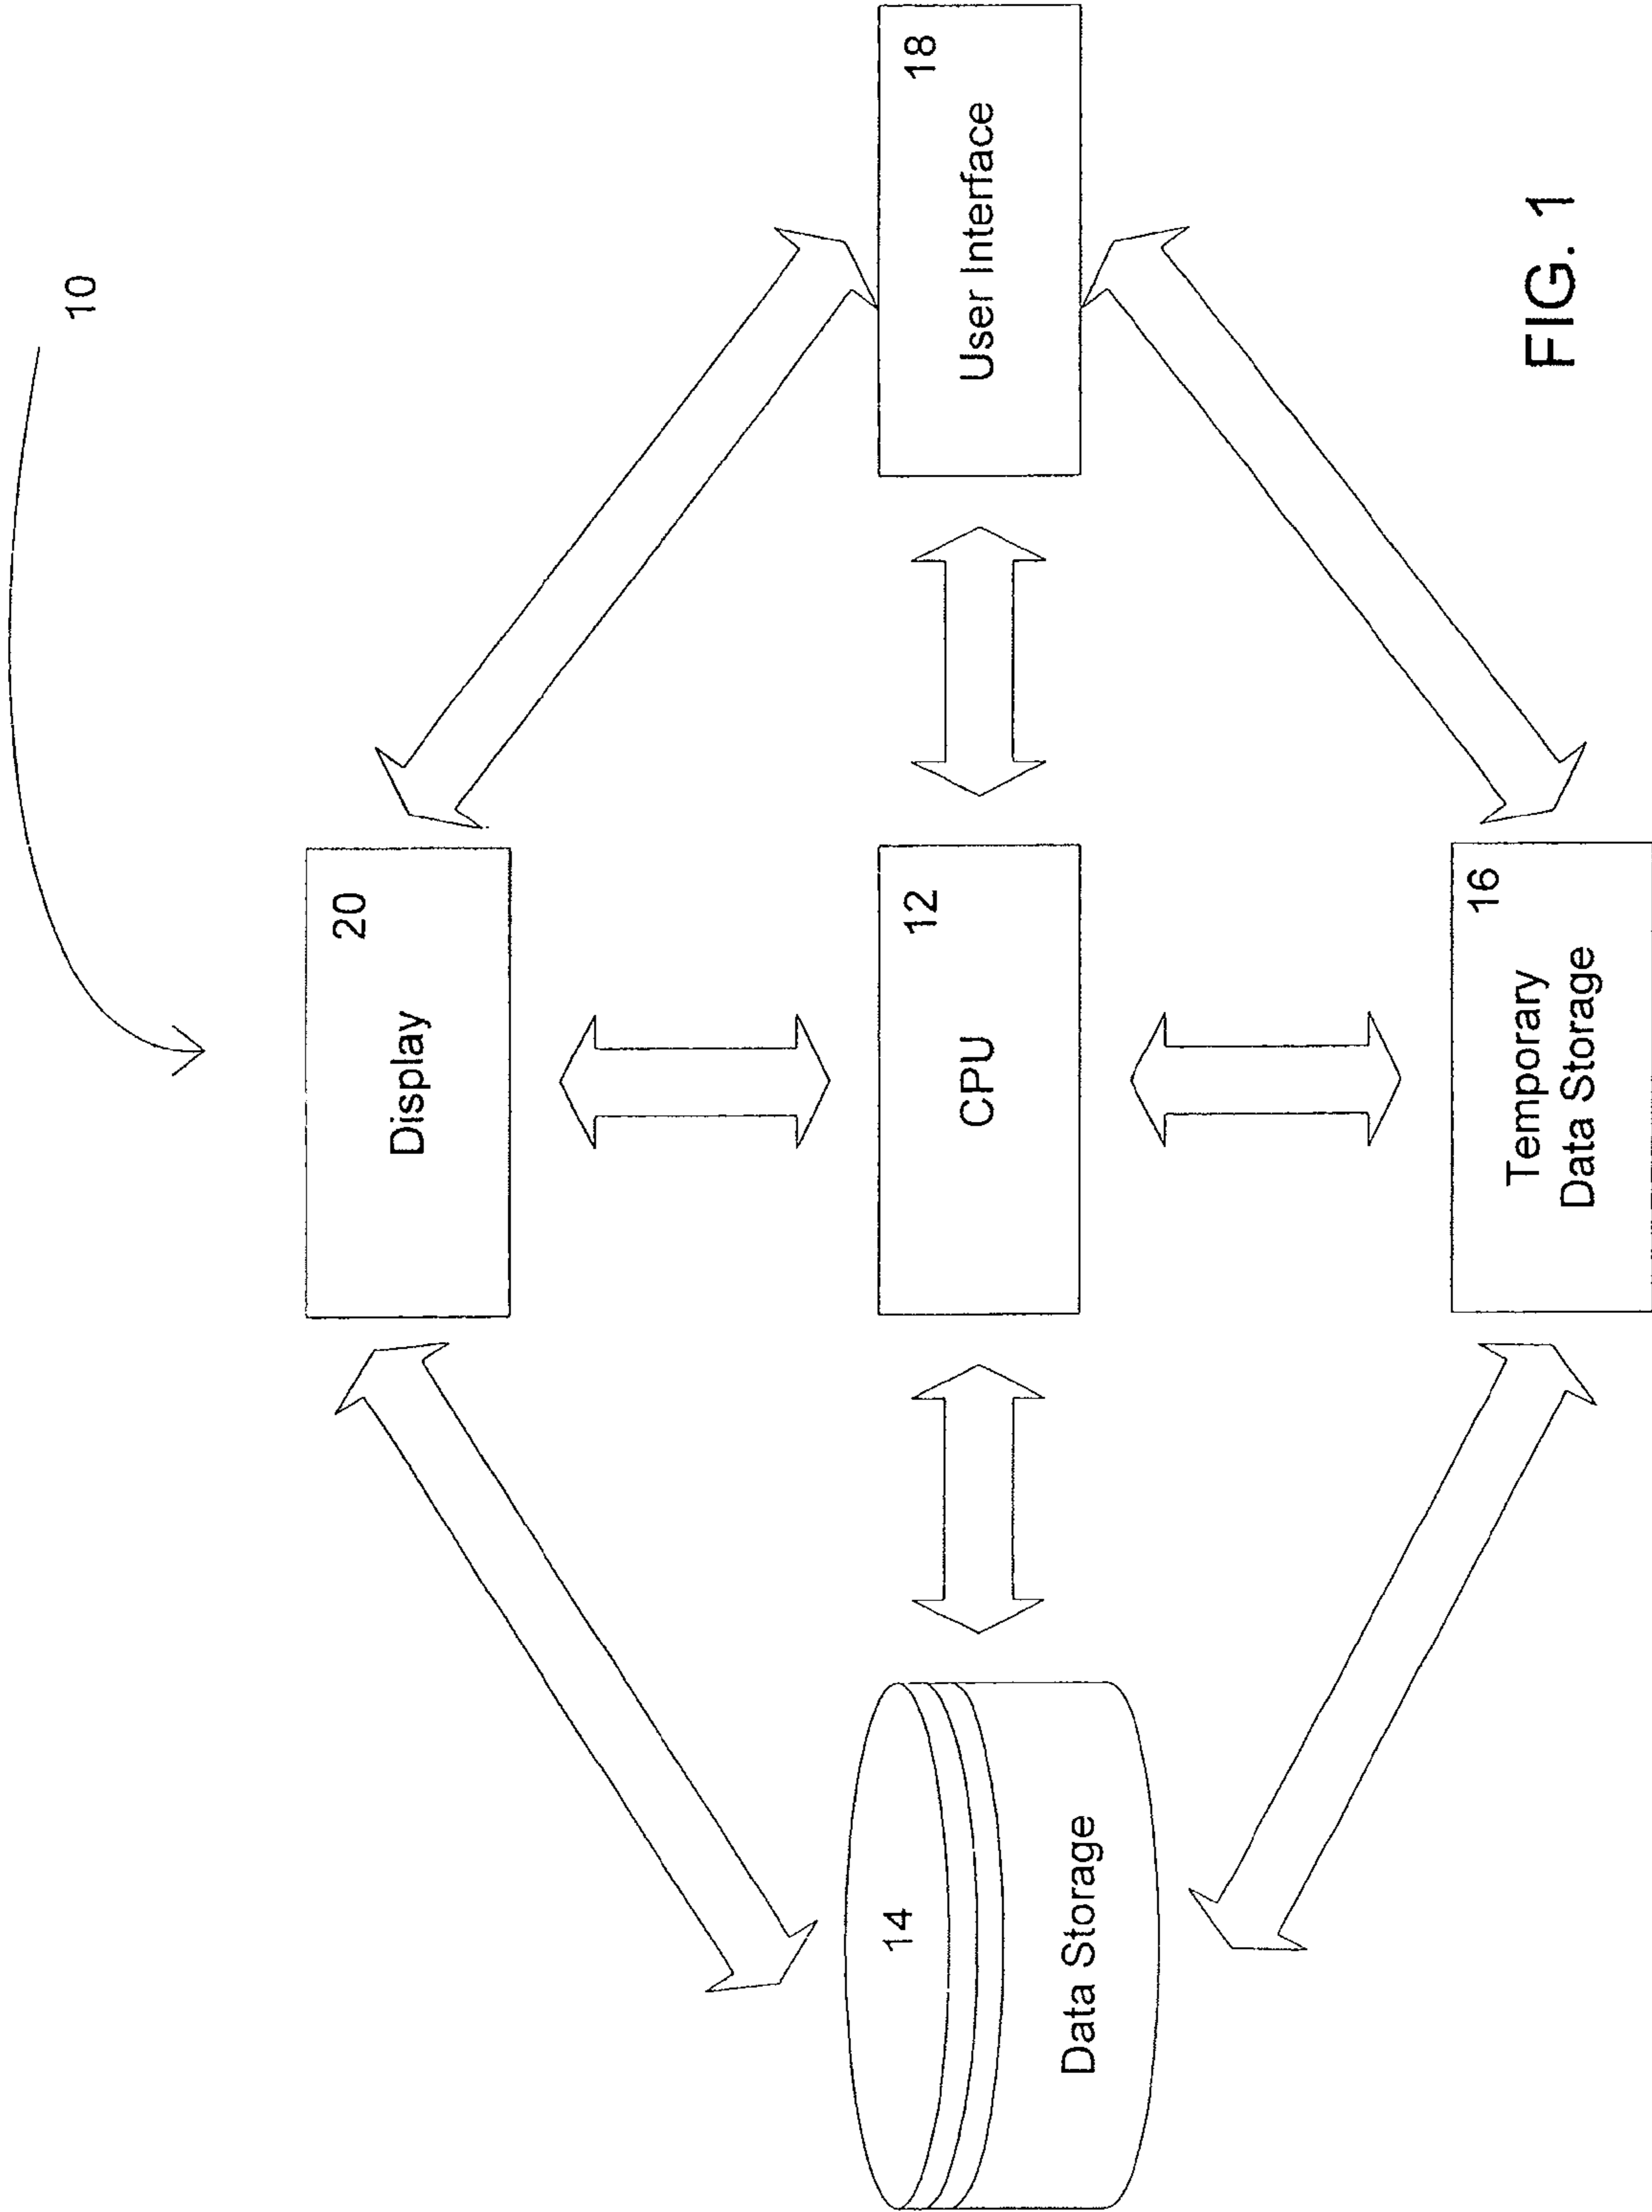 10
20
Display
18
User Interface
12
CPU
14
Data Storage
16
Temporary
Data Storage
FIG. 1